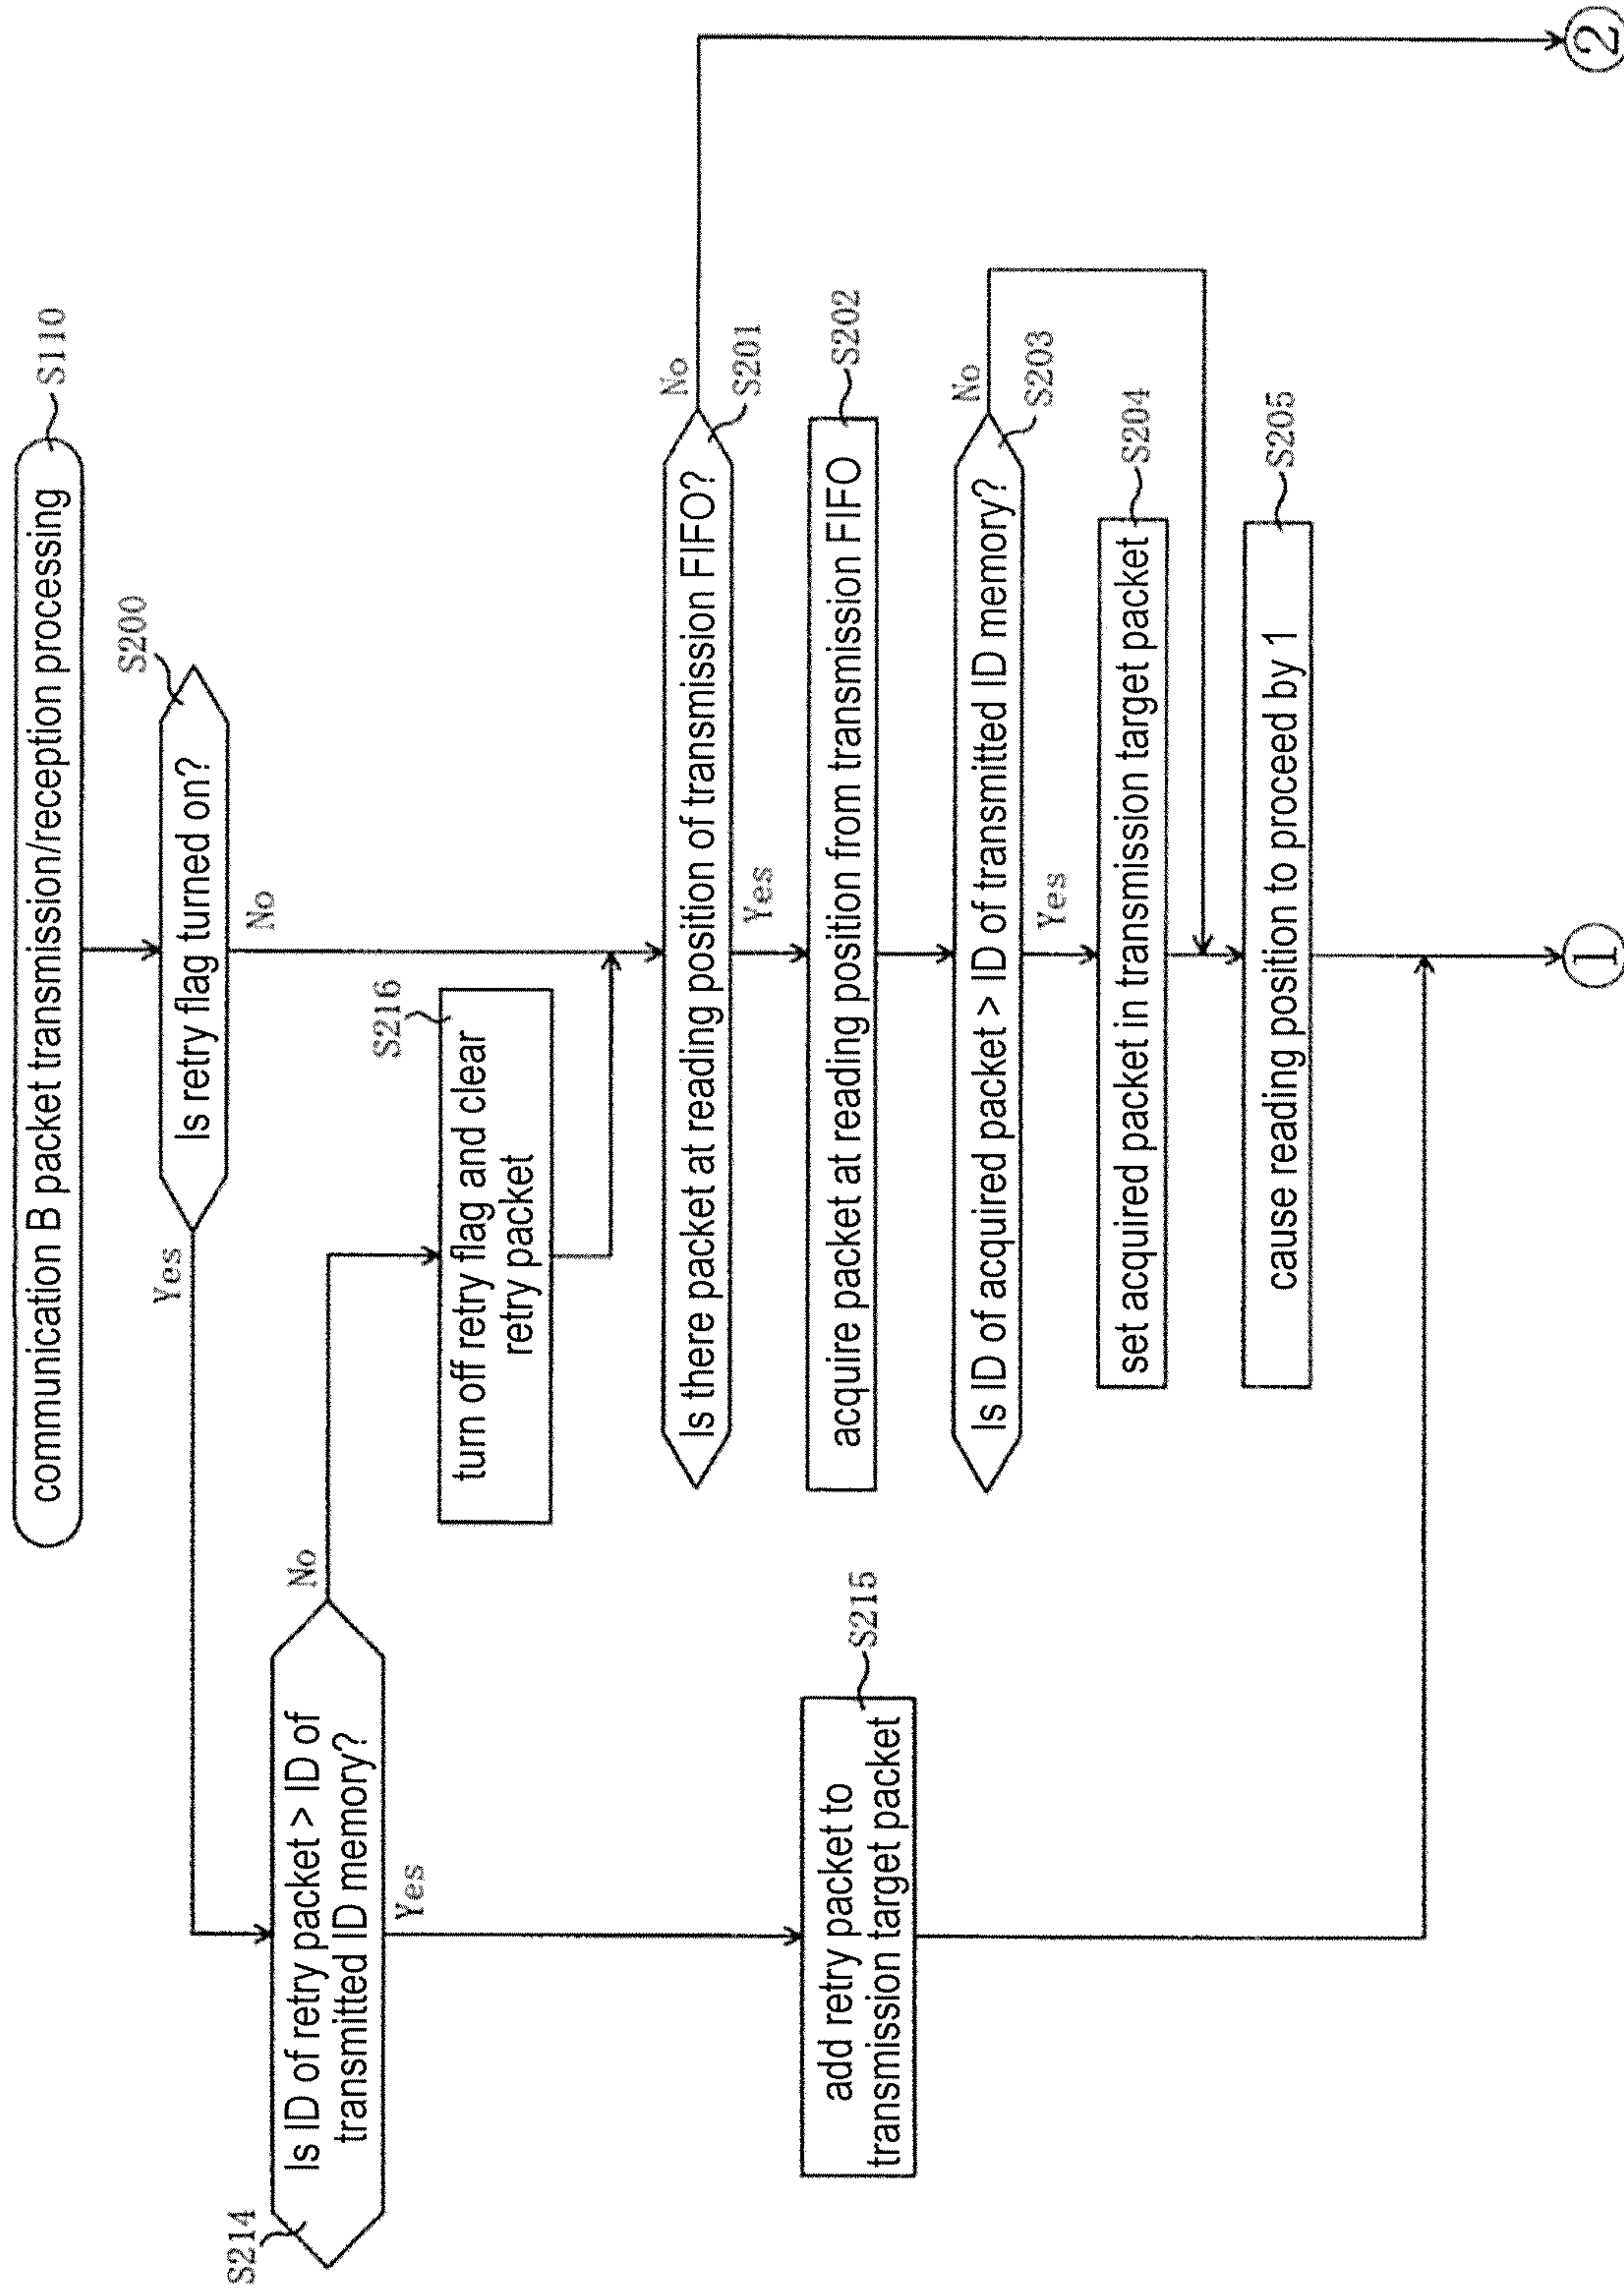 communication B packet transmission/reception processing
S110
Is retry flag turned on?
S200
Yes
No
Is ID of retry packet > ID of
transmitted ID memory?
S214
No
Yes
turn off retry flag and clear
retry packet
S216
Is there packet at reading position of transmission FIFO?
S201
No
Yes
add retry packet to
transmission target packet
S215
acquire packet at reading position from transmission FIFO
S202
Is ID of acquired packet > ID of transmitted ID memory?
S203
No
Yes
set acquired packet in transmission target packet
S204
cause reading position to proceed by 1
S205
1
2